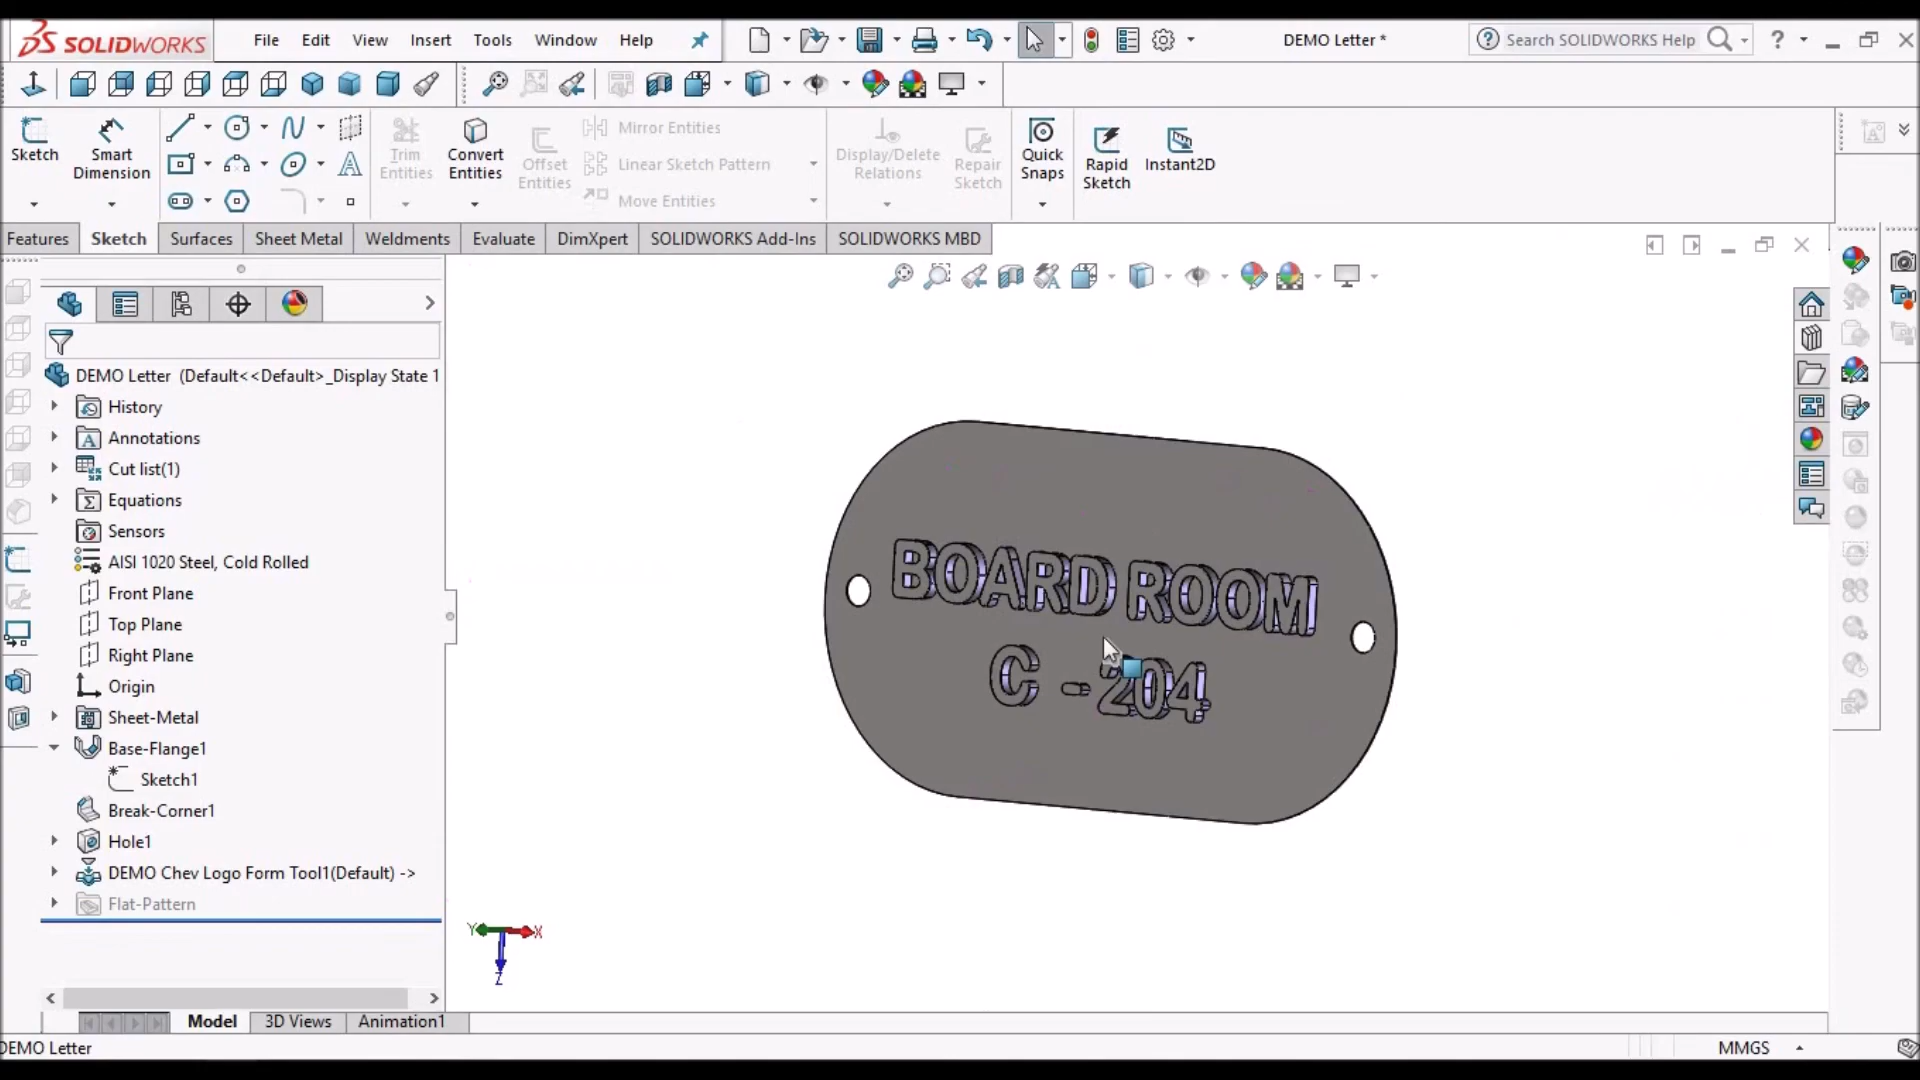 SOLIDWORKS File Edit View Insert Tools Window Help DEMO Letter * Search SOLIDWORKS Help ?
Sketch Smart Dimension Trim Entities Convert Entities Offset Entities Mirror Entities Linear Sketch Pattern Move Entities Display/Delete Relations Repair Sketch Quick Snaps Rapid Sketch Instant2D
Features Sketch Surfaces Sheet Metal Weldments Evaluate DimXpert SOLIDWORKS Add-Ins SOLIDWORKS MBD
DEMO Letter (Default<<Default>_Display State 1
History
Annotations
Cut list(1)
Equations
Sensors
AISI 1020 Steel, Cold Rolled
Front Plane
Top Plane
Right Plane
Origin
Sheet-Metal
Base-Flange1
Sketch1
Break-Corner1
Hole1
DEMO Chev Logo Form Tool1(Default) ->
Flat-Pattern
BOARD ROOM
C - 204
Y X
Z
Model 3D Views Animation1
DEMO Letter MMGS